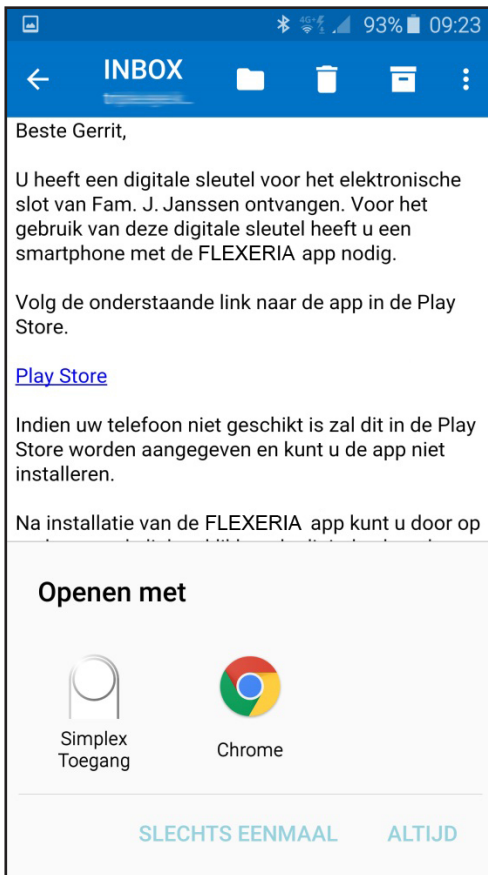 4G+ 93% 09:23
INBOX
Beste Gerrit,
U heeft een digitale sleutel voor het elektronische
slot van Fam. J. Janssen ontvangen. Voor het
gebruik van deze digitale sleutel heeft u een
smartphone met de FLEXERIA app nodig.
Volg de onderstaande link naar de app in de Play
Store.
Play Store
Indien uw telefoon niet geschikt is zal dit in de Play
Store worden aangegeven en kunt u de app niet
installeren.
Na installatie van de FLEXERIA app kunt u door op
Openen met
Simplex
Toegang
Chrome
SLECHTS EENMAAL ALTIJD